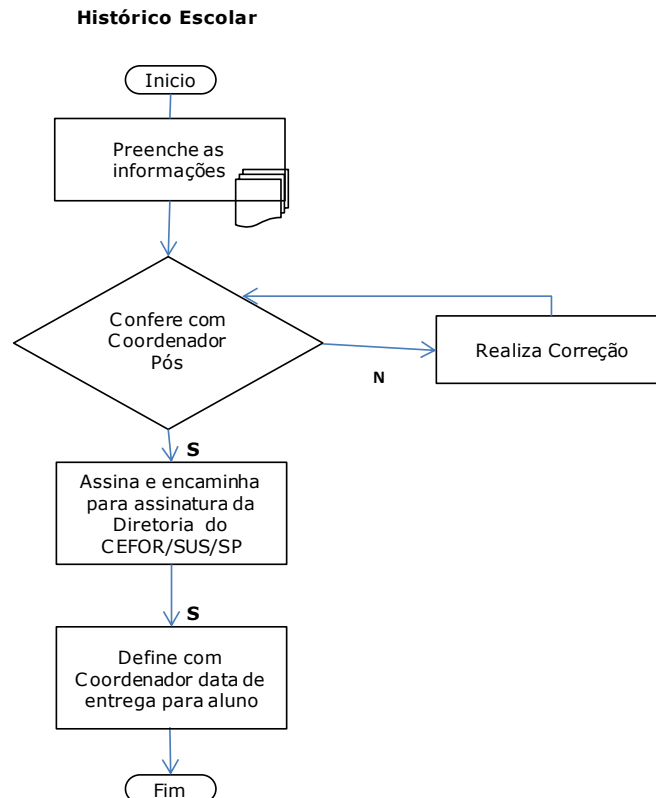 Histórico Escolar
Inicio
Preenche as
informações
Confere com
Coordenador
Pós
N
Realiza Correção
S
Assina e encaminha
para assinatura da
Diretoria do
CEFOR/SUS/SP
S
Define com
Coordenador data de
entrega para aluno
Fim